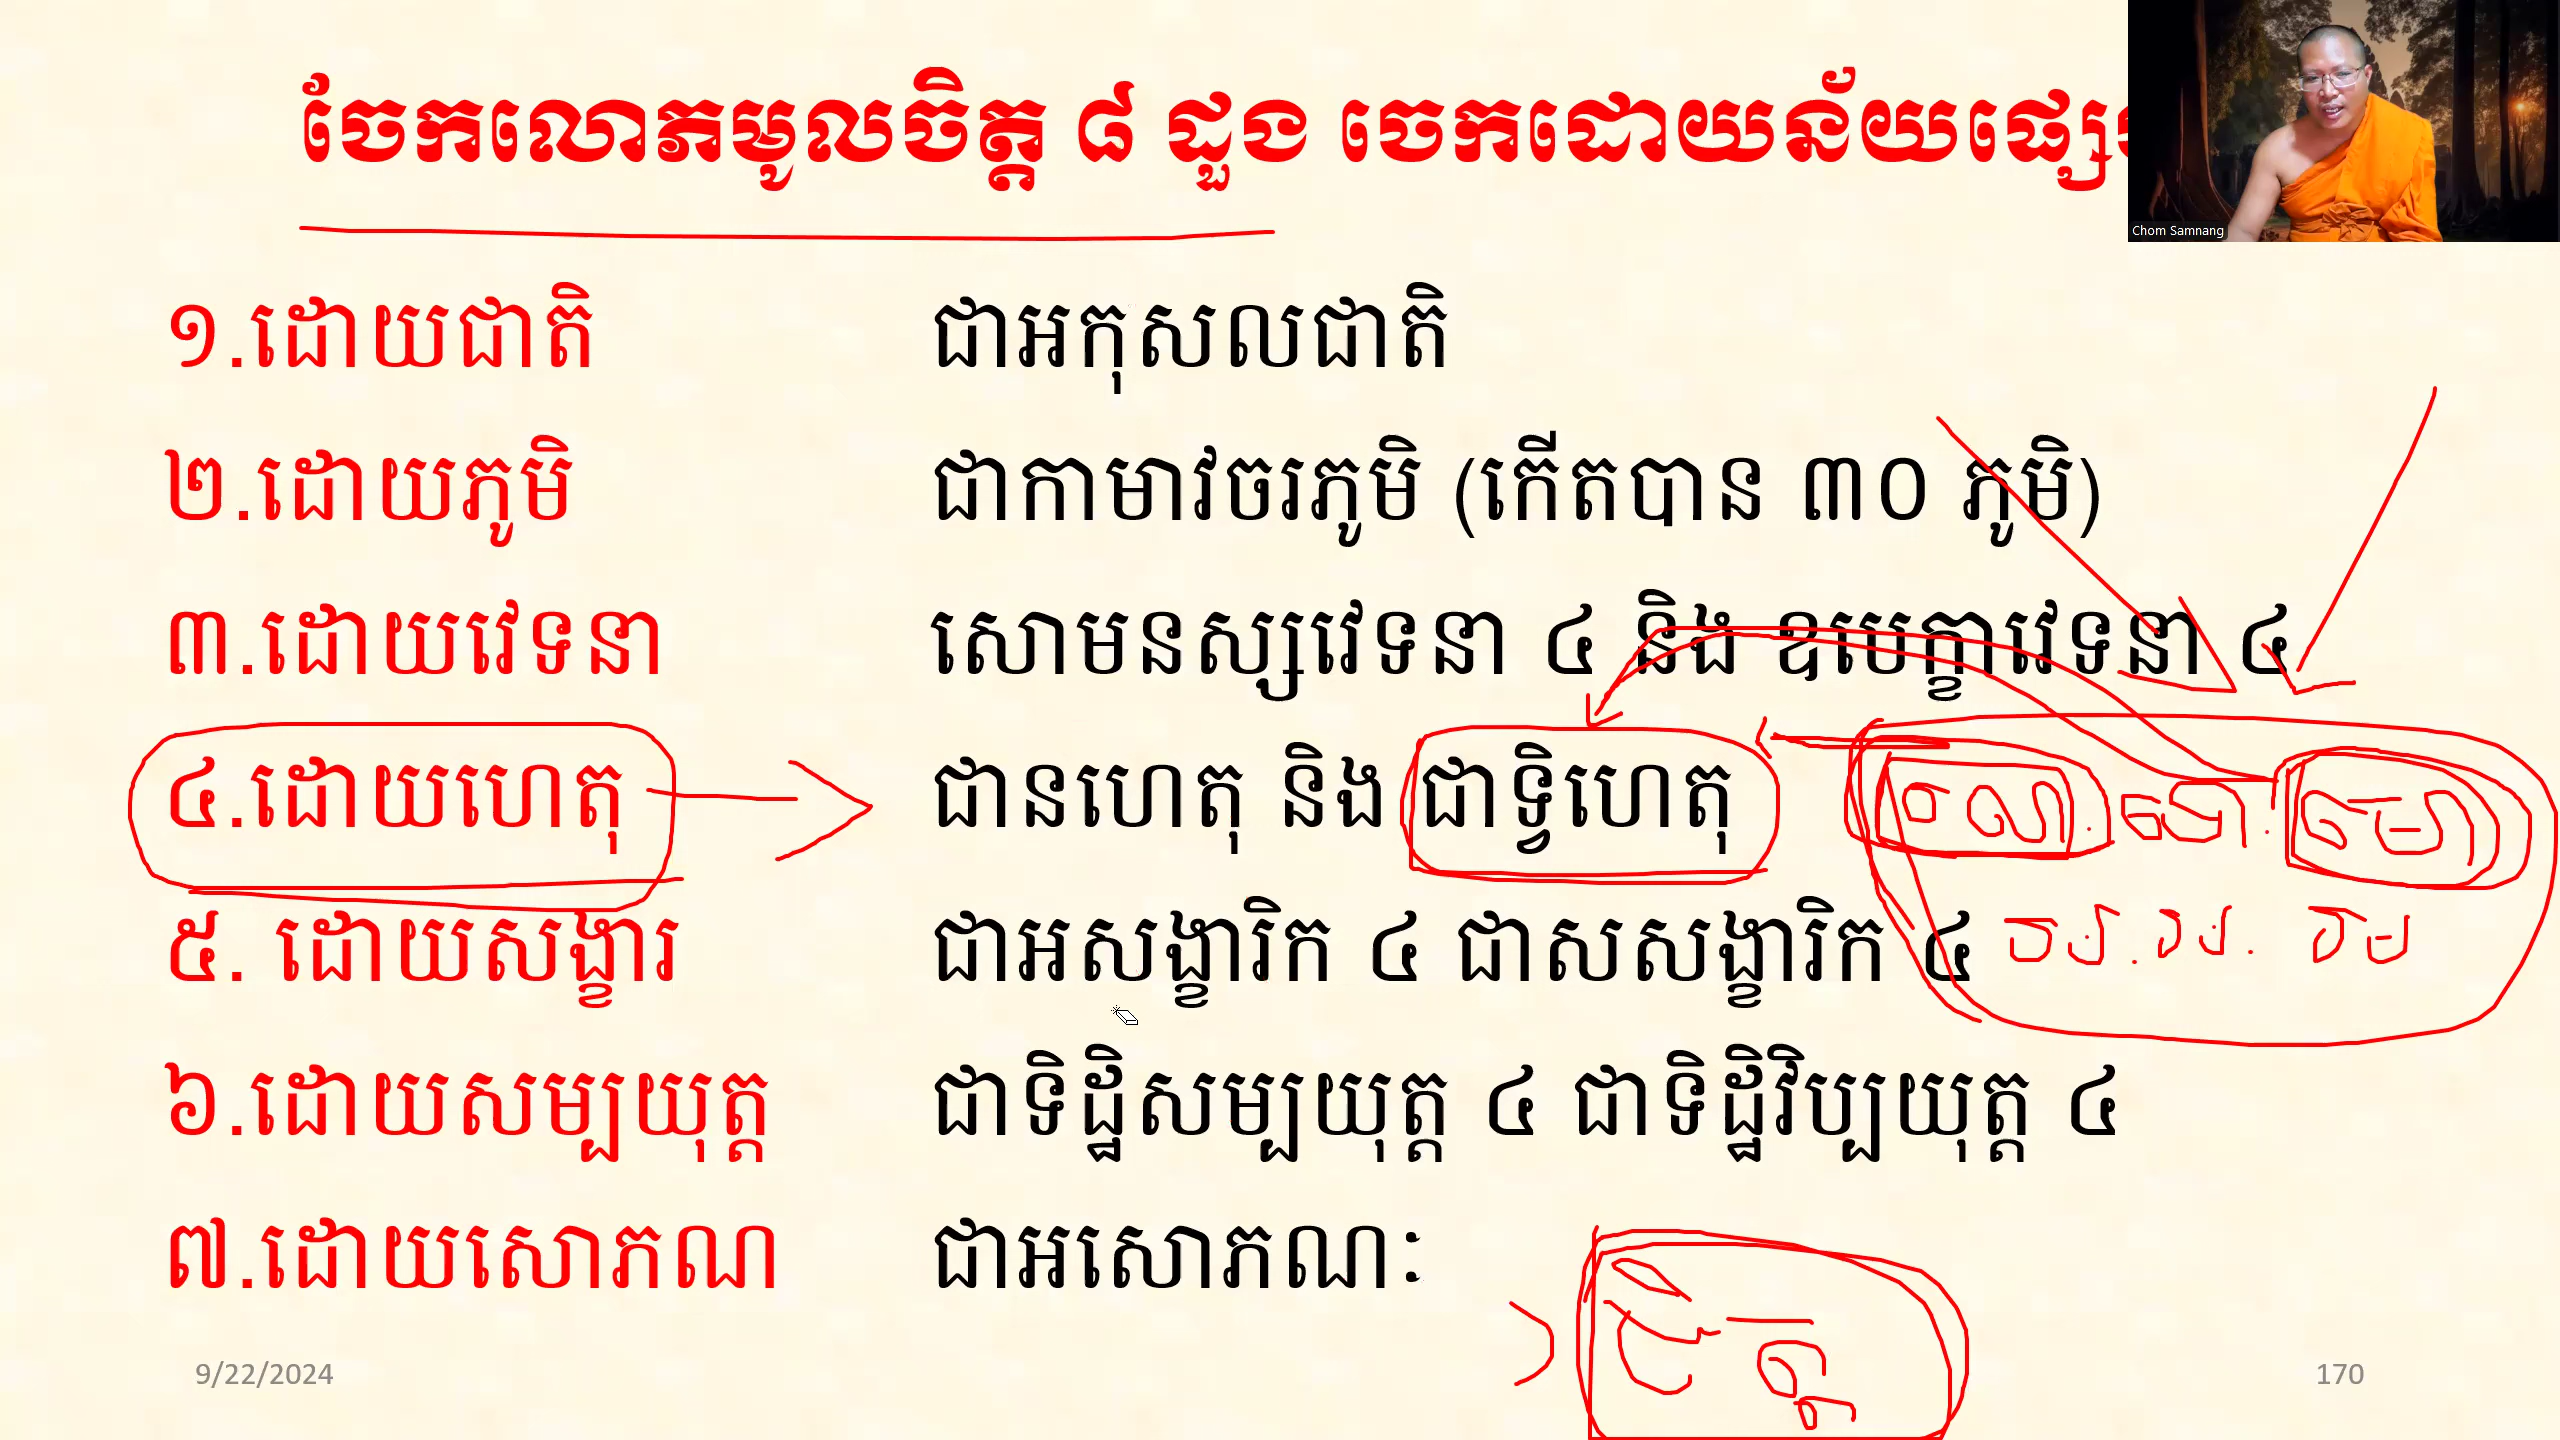 ចែកលោភមូលចិត្ត ៨ ដួង ចែកដោយន័យផ្សេង
Chom Samnang
១.ដោយជាតិ ជាអកុសលជាតិ
២.ដោយភូមិ ជាកាមាវចរភូមិ (កើតបាន ៣០ ភូមិ)
៣.ដោយវេទនា សោមនស្សវេទនា ៤ និង ឧបេក្ខាវេទនា ៤
៤.ដោយហេតុ ជានហេតុ និង ជាទ្វិហេតុ
៥. ដោយសង្ខារ ជាអសង្ខារិក ៤ ជាសសង្ខារិក ៤
៦.ដោយសម្បយុត្ត ជាទិដ្ឋិសម្បយុត្ត ៤ ជាទិដ្ឋិវិប្បយុត្ត ៤
៧.ដោយសោភណ ជាអសោភណៈ
9/22/2024 170